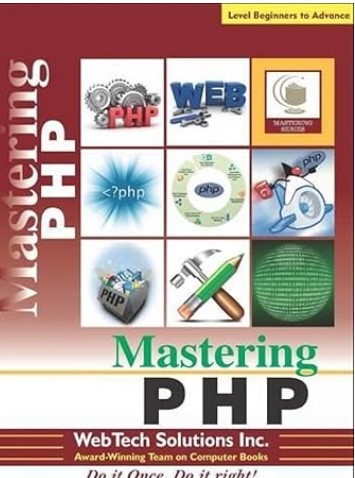 Level Beginners to Advance
Mastering
PHP
PHP
WEB
MASTERING
SERIES
<?php
php
php
PHP
Mastering
PHP
WebTech Solutions Inc.
Award-Winning Team on Computer Books
Do it Once, Do it right!